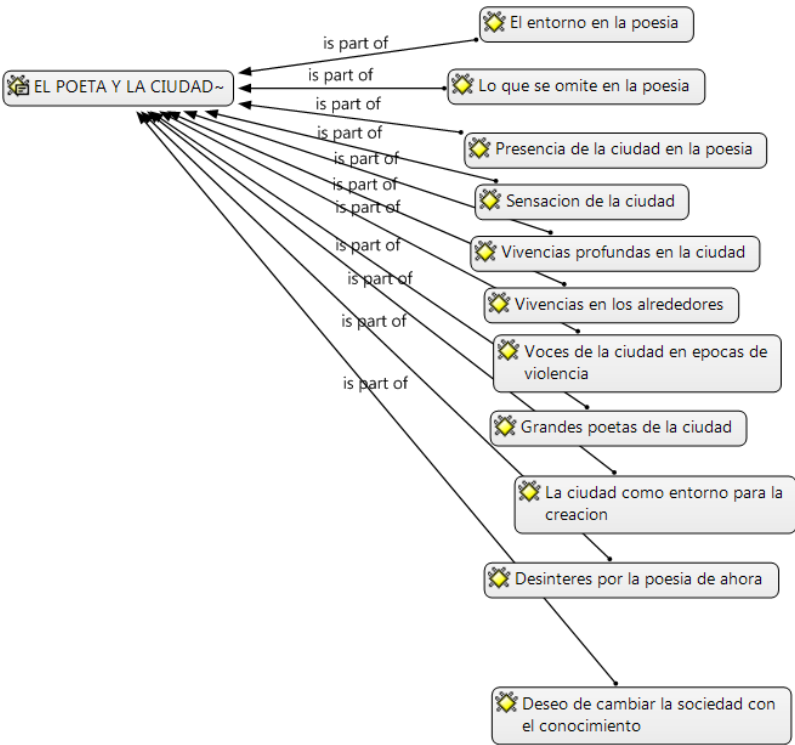 El entorno en la poesia
is part of
EL POETA Y LA CIUDAD~
is part of
Lo que se omite en la poesia
is part of
is part of
Presencia de la ciudad en la poesia
is part of
is part of
Sensacion de la ciudad
is part of
is part of
Vivencias profundas en la ciudad
is part of
is part of
Vivencias en los alrededores
is part of
Voces de la ciudad en epocas de
violencia
is part of
Grandes poetas de la ciudad
La ciudad como entorno para la
creacion
Desinteres por la poesia de ahora
Deseo de cambiar la sociedad con
el conocimiento